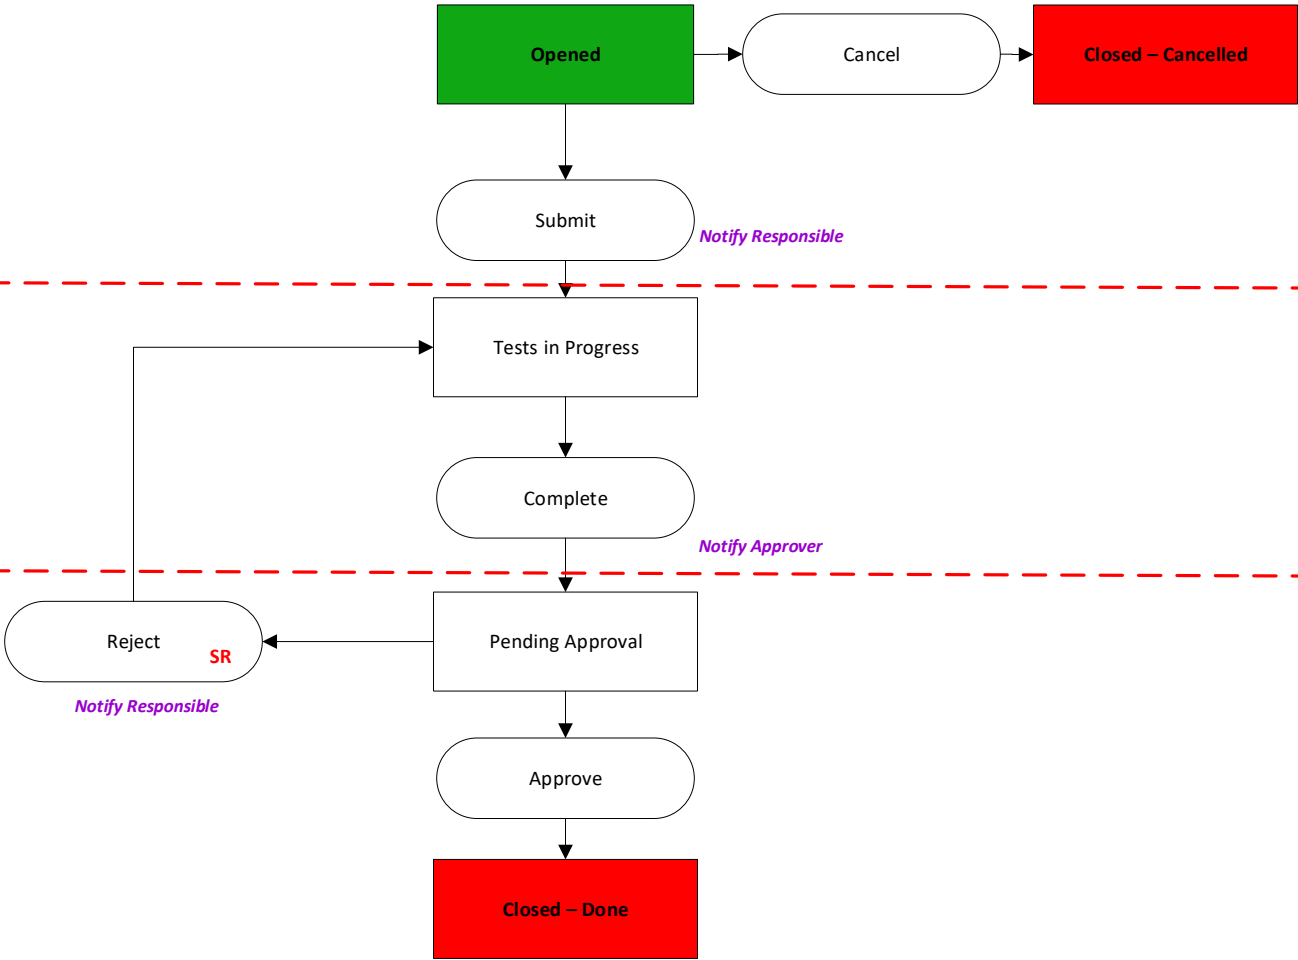 Opened
Cancel
Closed – Cancelled
Submit
Notify Responsible
Tests in Progress
Complete
Notify Approver
Reject
SR
Pending Approval
Notify Responsible
Approve
Closed – Done